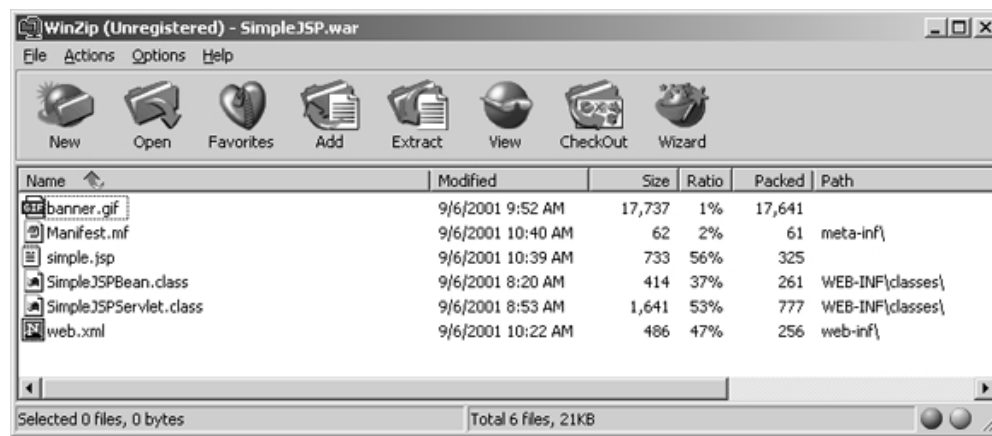 WinZip (Unregistered) - SimpleJSP.war
File Actions Options Help
New Open Favorites Add Extract View CheckOut Wizard
Name Modified Size Ratio Packed Path
banner.gif 9/6/2001 9:52 AM 17,737 1% 17,641
Manifest.mf 9/6/2001 10:40 AM 62 2% 61 meta-inf\
simple.jsp 9/6/2001 10:39 AM 733 56% 325
SimpleJSPBean.class 9/6/2001 8:20 AM 414 37% 261 WEB-INF\classes\
SimpleJSPServlet.class 9/6/2001 8:53 AM 1,641 53% 777 WEB-INF\classes\
web.xml 9/6/2001 10:22 AM 486 47% 256 web-inf\
Selected 0 files, 0 bytes Total 6 files, 21KB